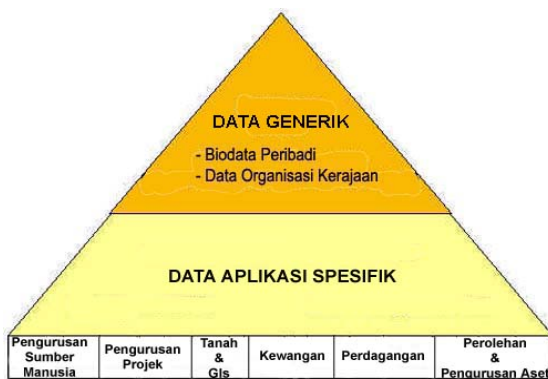 DATA GENERIK
- Biodata Peribadi
- Data Organisasi Kerajaan
DATA APLIKASI SPESIFIK
Pengurusan
Sumber
Manusia
Pengurusan
Projek
Tanah
&
GIs
Kewangan
Perdagangan
Perolehan
&
Pengurusan Aset